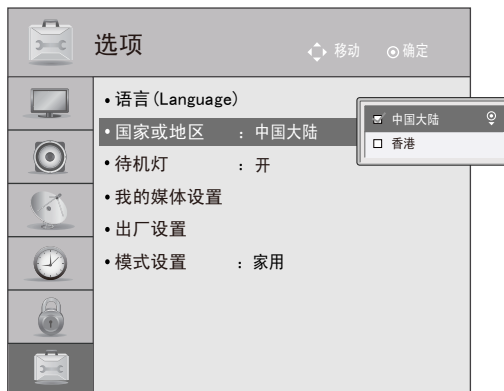 选项
移动 确定
• 语言(Language)
• 国家或地区 ：中国大陆
• 待机灯 ：开
• 我的媒体设置
• 出厂设置
• 模式设置 ：家用
中国大陆
香港